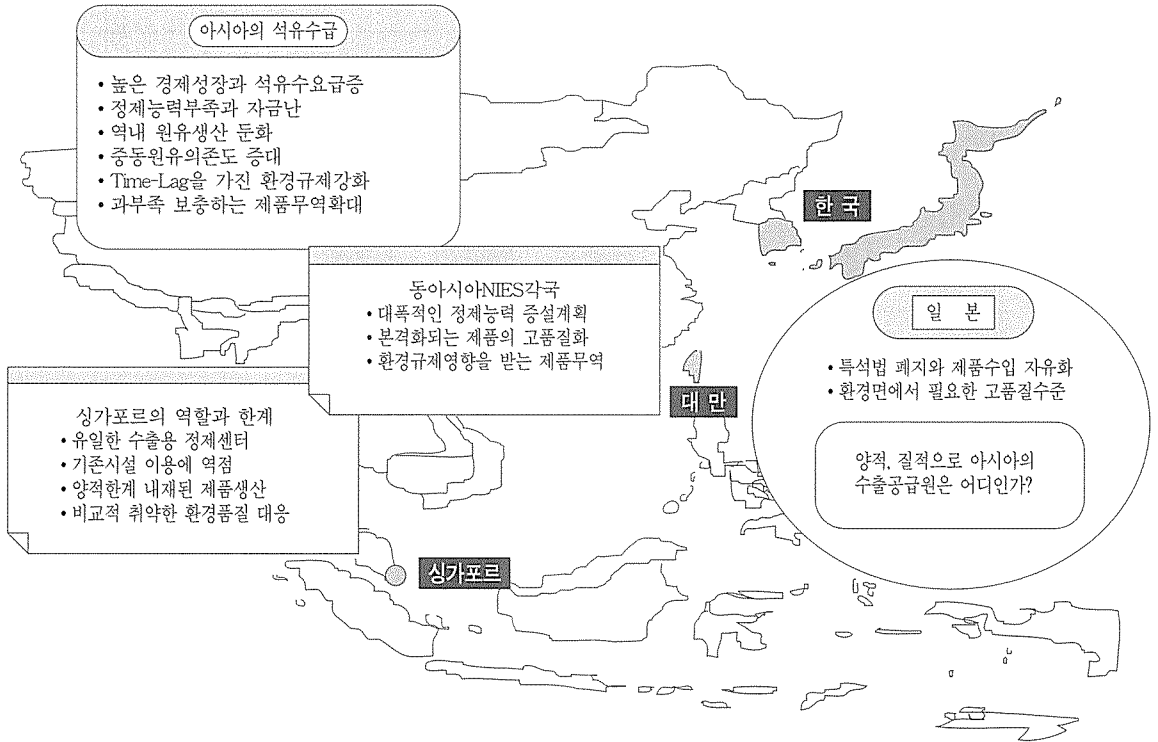 아시아의 석유수급
• 높은 경제성장과 석유수요급증
• 정제능력부족과 자금난
• 역내 원유생산 둔화
• 중동원유의존도 증대
• Time-Lag을 가진 환경규제강화
• 과부족 보충하는 제품무역확대
한 국
동아시아NIES각국
• 대폭적인 정제능력 증설계획
• 본격화되는 제품의 고품질화
• 환경규제영향을 받는 제품무역
일 본
• 특석법 폐지와 제품수입 자유화
• 환경면에서 필요한 고품질수준
양적, 질적으로 아시아의
수출공급원은 어디인가?
대 만
싱가포르의 역할과 한계
• 유일한 수출용 정제센터
• 기존시설 이용에 역점
• 양적한계 내재된 제품생산
• 비교적 취약한 환경품질 대응
싱가포르